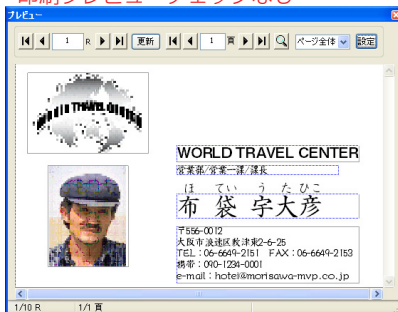 印刷プレビューチェックなし
プレビュー
1 R 更新 1 頁 ページ全体 設定
WORLD TRAVEL CENTER
WORLD TRAVEL CENTER
営業部/営業一課/課長
ほ てい う た ひこ
布 袋 宇大彦
〒556-0012
大阪市浪速区敷津東2-6-25
TEL:06-6649-2151 FAX:06-6649-2153
携帯:090-1234-0001
e-mail:hotei@morisawa-mvp.co.jp
1/10 R 1/1 頁